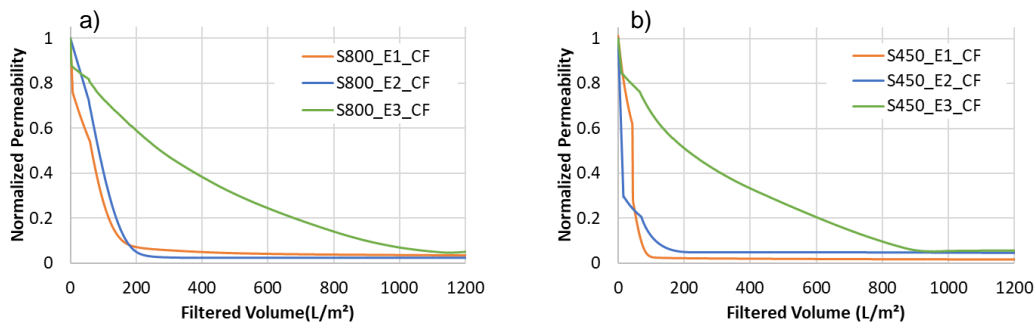 a)
S800_E1_CF
S800_E2_CF
S800_E3_CF
Normalized Permeability
1
0.8
0.6
0.4
0.2
0
0 200 400 600 800 1000 1200
Filtered Volume(L/m²)
b)
S450_E1_CF
S450_E2_CF
S450_E3_CF
Normalized Permeability
1
0.8
0.6
0.4
0.2
0
0 200 400 600 800 1000 1200
Filtered Volume (L/m²)